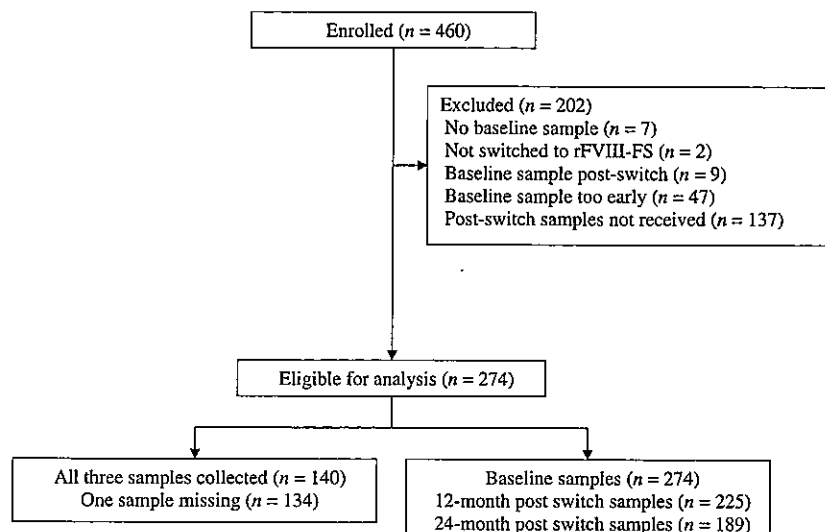 Enrolled (n = 460)
Excluded (n = 202)
No baseline sample (n = 7)
Not switched to rFVIII-FS (n = 2)
Baseline sample post-switch (n = 9)
Baseline sample too early (n = 47)
Post-switch samples not received (n = 137)
Eligible for analysis (n = 274)
All three samples collected (n = 140)
One sample missing (n = 134)
Baseline samples (n = 274)
12-month post switch samples (n = 225)
24-month post switch samples (n = 189)